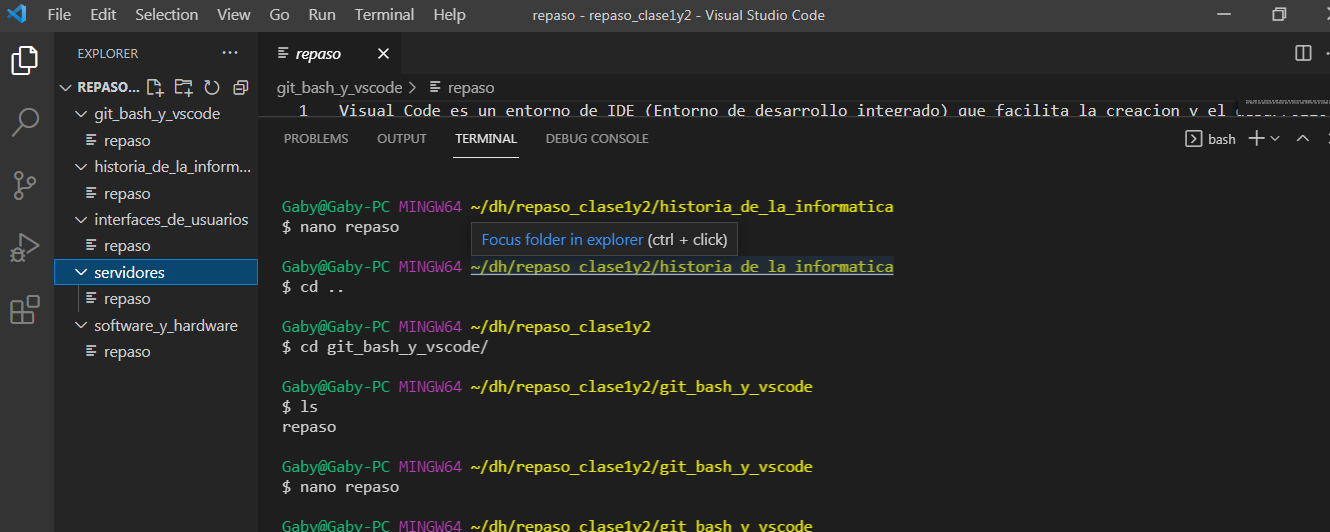 File Edit Selection View Go Run Terminal Help repaso - repaso_clase1y2 - Visual Studio Code
EXPLORER ...
REPASO...
git_bash_y_vscode
repaso
historia_de_la_inform...
repaso
interfaces_de_usuarios
repaso
servidores
repaso
software_y_hardware
repaso
repaso
git_bash_y_vscode > repaso
1 Visual Code es un entorno de IDE (Entorno de desarrollo integrado) que facilita la creacion y el
PROBLEMS OUTPUT TERMINAL DEBUG CONSOLE bash
Gaby@Gaby-PC MINGW64 ~/dh/repaso_clase1y2/historia_de_la_informatica
$ nano repaso
Focus folder in explorer (ctrl + click)
Gaby@Gaby-PC MINGW64 ~/dh/repaso_clase1y2/historia_de_la_informatica
$ cd ..
Gaby@Gaby-PC MINGW64 ~/dh/repaso_clase1y2
$ cd git_bash_y_vscode/
Gaby@Gaby-PC MINGW64 ~/dh/repaso_clase1y2/git_bash_y_vscode
$ ls
repaso
Gaby@Gaby-PC MINGW64 ~/dh/repaso_clase1y2/git_bash_y_vscode
$ nano repaso
Gaby@Gaby-PC MINGW64 ~/dh/repaso_clase1y2/git_bash_y_vscode